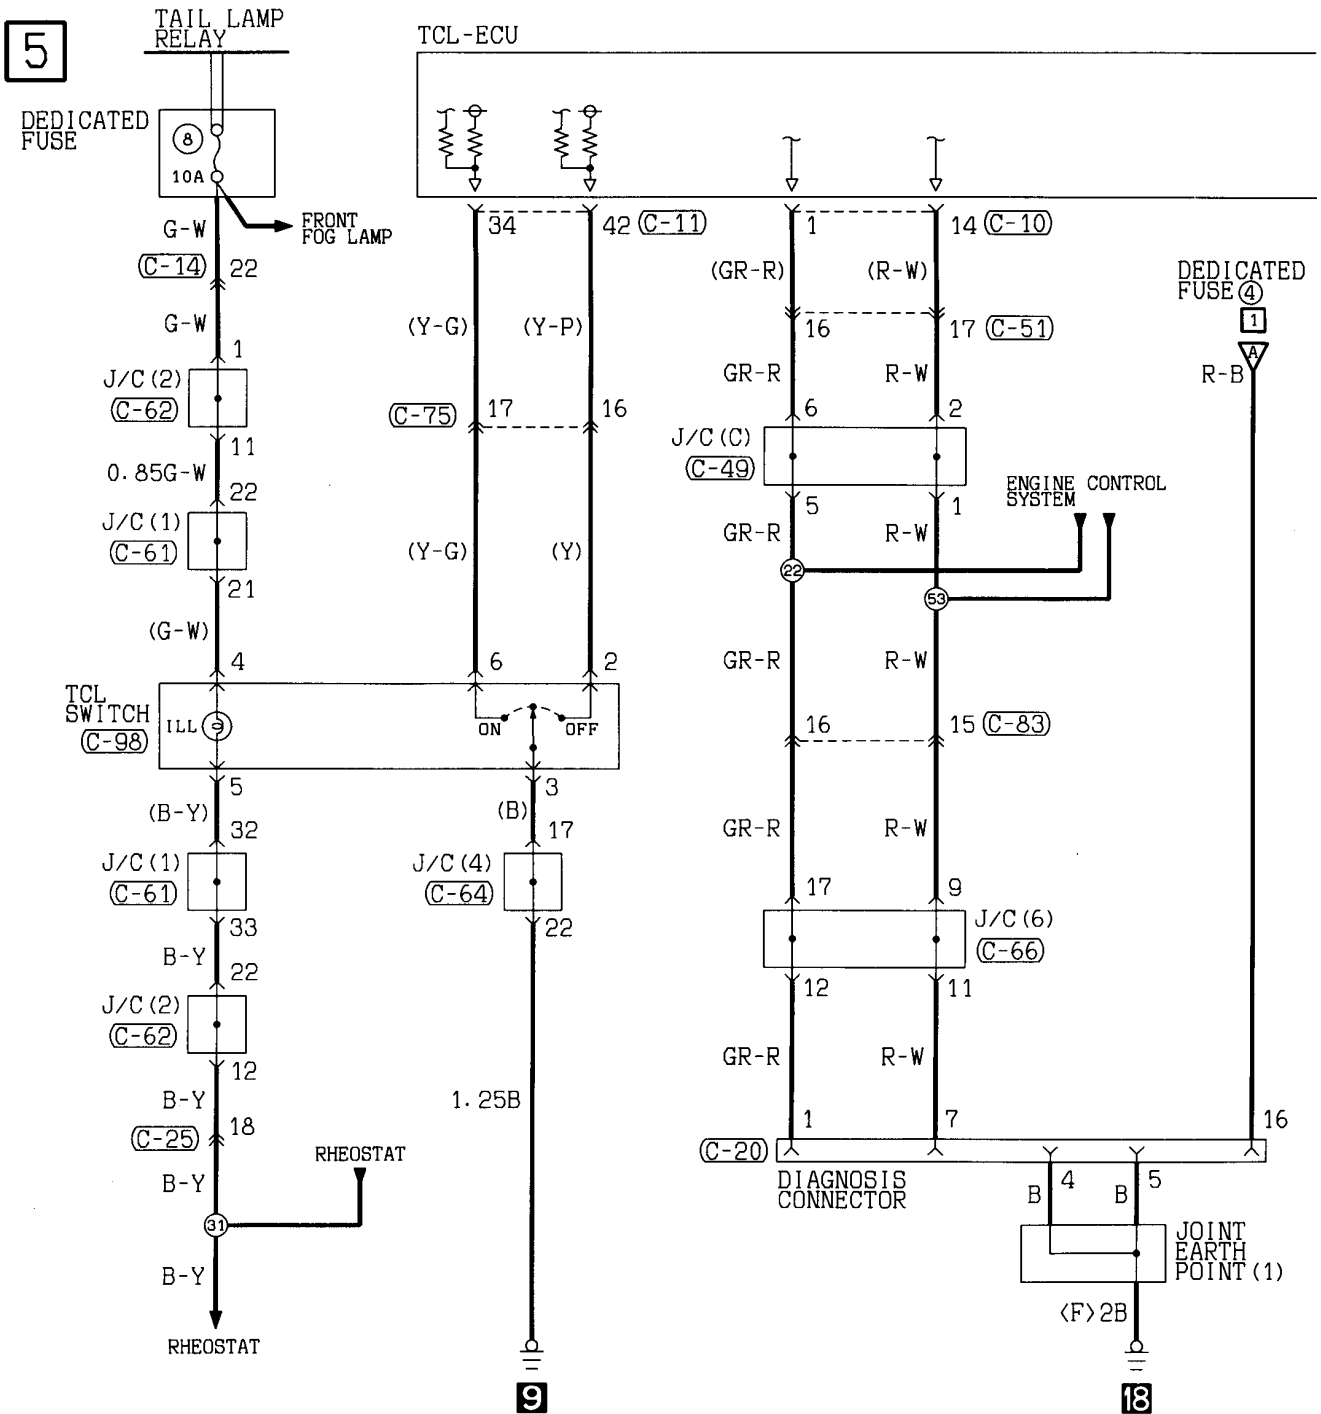 5
TAIL LAMP
RELAY
TCL-ECU
DEDICATED
FUSE
8
10A
FRONT
FOG LAMP
G-W
(C-14) 22
G-W
1
J/C(2)
(C-62)
11
0.85G-W
22
J/C(1)
(C-61)
21
(G-W)
4
34
42 (C-11)
(Y-G)
(Y-P)
(C-75)
17
16
(Y-G)
(Y)
6
2
TCL
SWITCH
(C-98)
ILL
ON
OFF
5
(B-Y)
32
J/C(1)
(C-61)
33
B-Y
22
J/C(2)
(C-62)
12
B-Y
(C-25)
18
B-Y
RHEOSTAT
31
B-Y
RHEOSTAT
3
(B)
17
J/C(4)
(C-64)
22
1.25B
9
1
14 (C-10)
(GR-R)
(R-W)
16
17 (C-51)
GR-R
R-W
6
2
J/C(C)
(C-49)
5
1
GR-R
R-W
ENGINE CONTROL
SYSTEM
22
53
GR-R
R-W
16
15 (C-83)
GR-R
R-W
17
9
J/C(6)
(C-66)
12
11
GR-R
R-W
1
7
DEDICATED
FUSE 4
1
A
R-B
16
(C-20)
DIAGNOSIS
CONNECTOR
4
5
B
B
JOINT
EARTH
POINT(1)
<F>2B
18